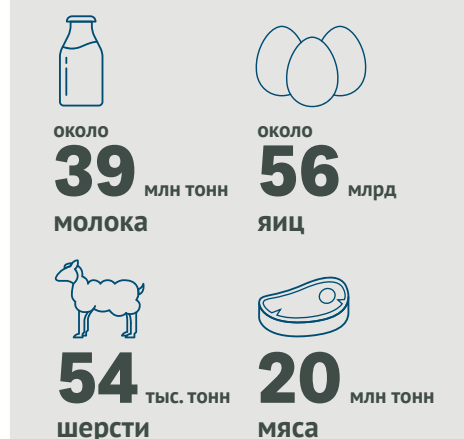 около
39 млн тонн
молока
около
56 млрд
яиц
54 тыс. тонн
шерсти
20 млн тонн
мяса